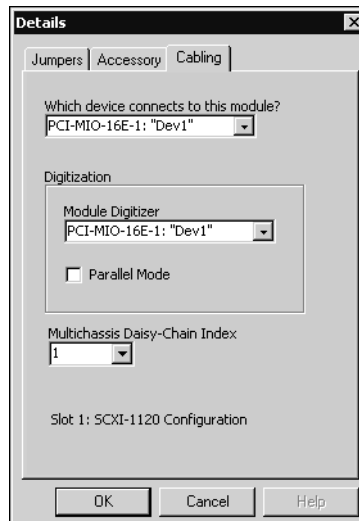 Details
Jumpers Accessory Cabling
Which device connects to this module?
PCI-MIO-16E-1: "Dev1"
Digitization
Module Digitizer
PCI-MIO-16E-1: "Dev1"
Parallel Mode
Multichassis Daisy-Chain Index
1
Slot 1: SCXI-1120 Configuration
OK Cancel Help